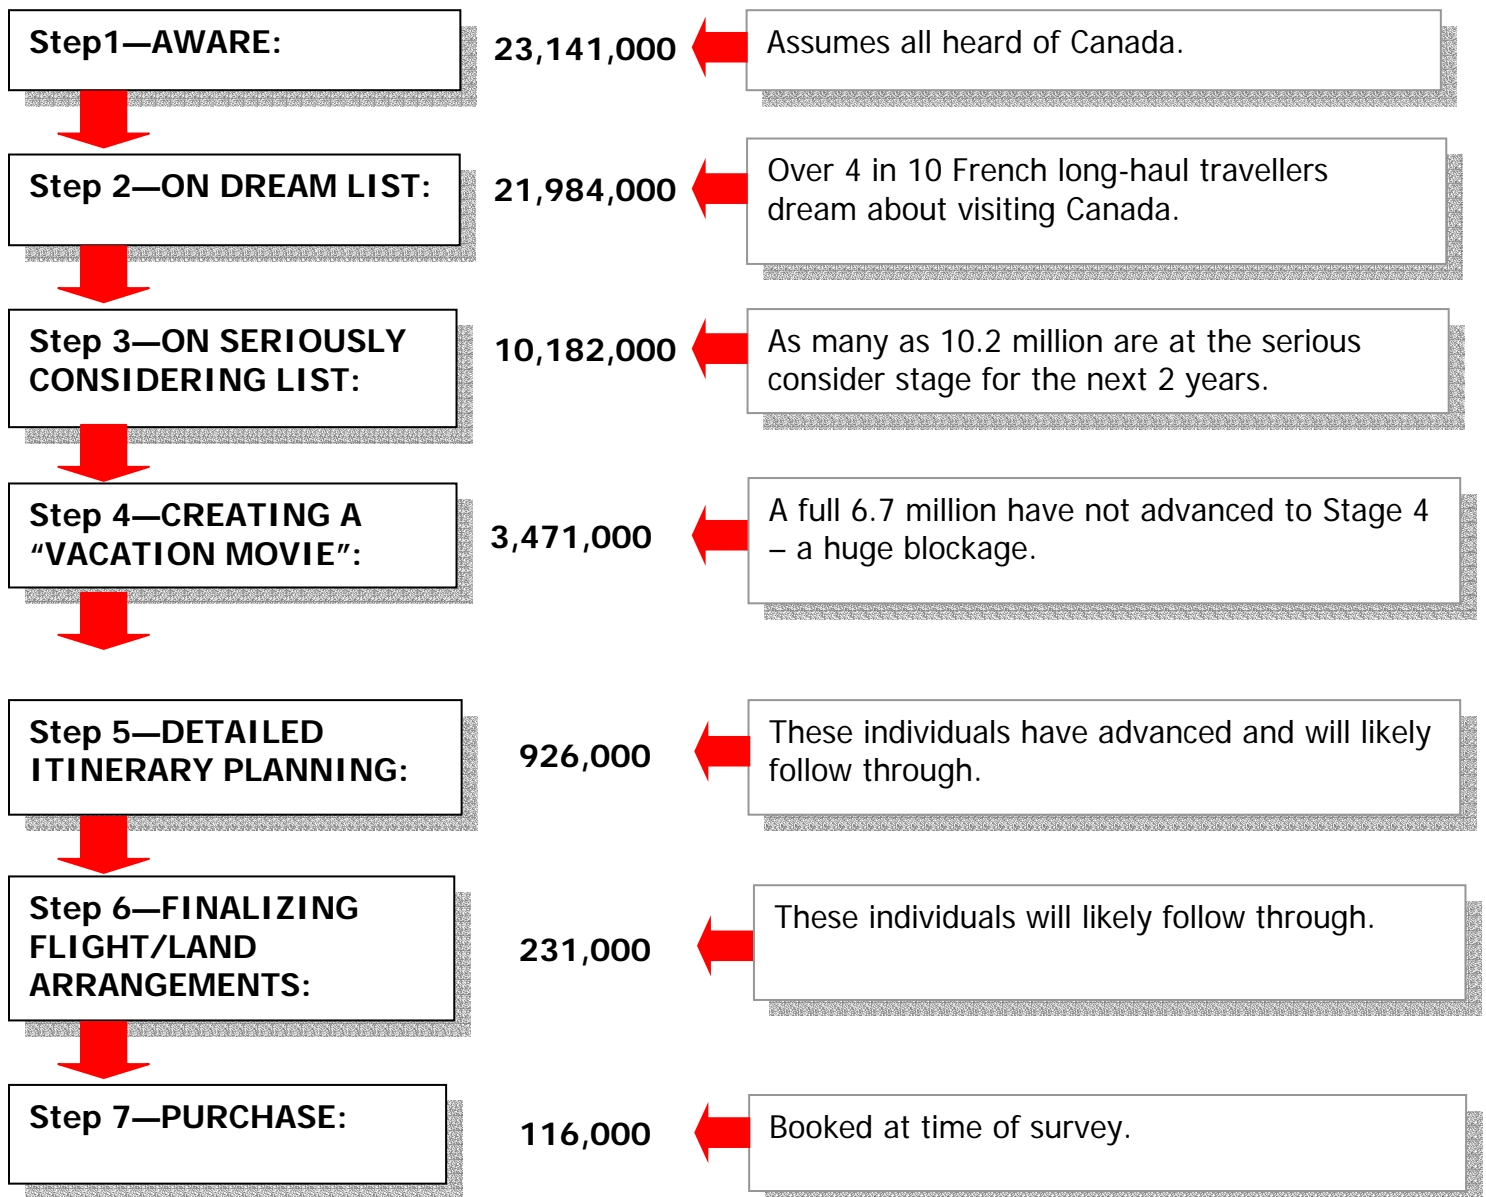 Step1—AWARE:
23,141,000
Assumes all heard of Canada.
Step 2—ON DREAM LIST:
21,984,000
Over 4 in 10 French long-haul travellers
dream about visiting Canada.
Step 3—ON SERIOUSLY
CONSIDERING LIST:
10,182,000
As many as 10.2 million are at the serious
consider stage for the next 2 years.
Step 4—CREATING A
“VACATION MOVIE”:
3,471,000
A full 6.7 million have not advanced to Stage 4
– a huge blockage.
Step 5—DETAILED
ITINERARY PLANNING:
926,000
These individuals have advanced and will likely
follow through.
Step 6—FINALIZING
FLIGHT/LAND
ARRANGEMENTS:
231,000
These individuals will likely follow through.
Step 7—PURCHASE:
116,000
Booked at time of survey.